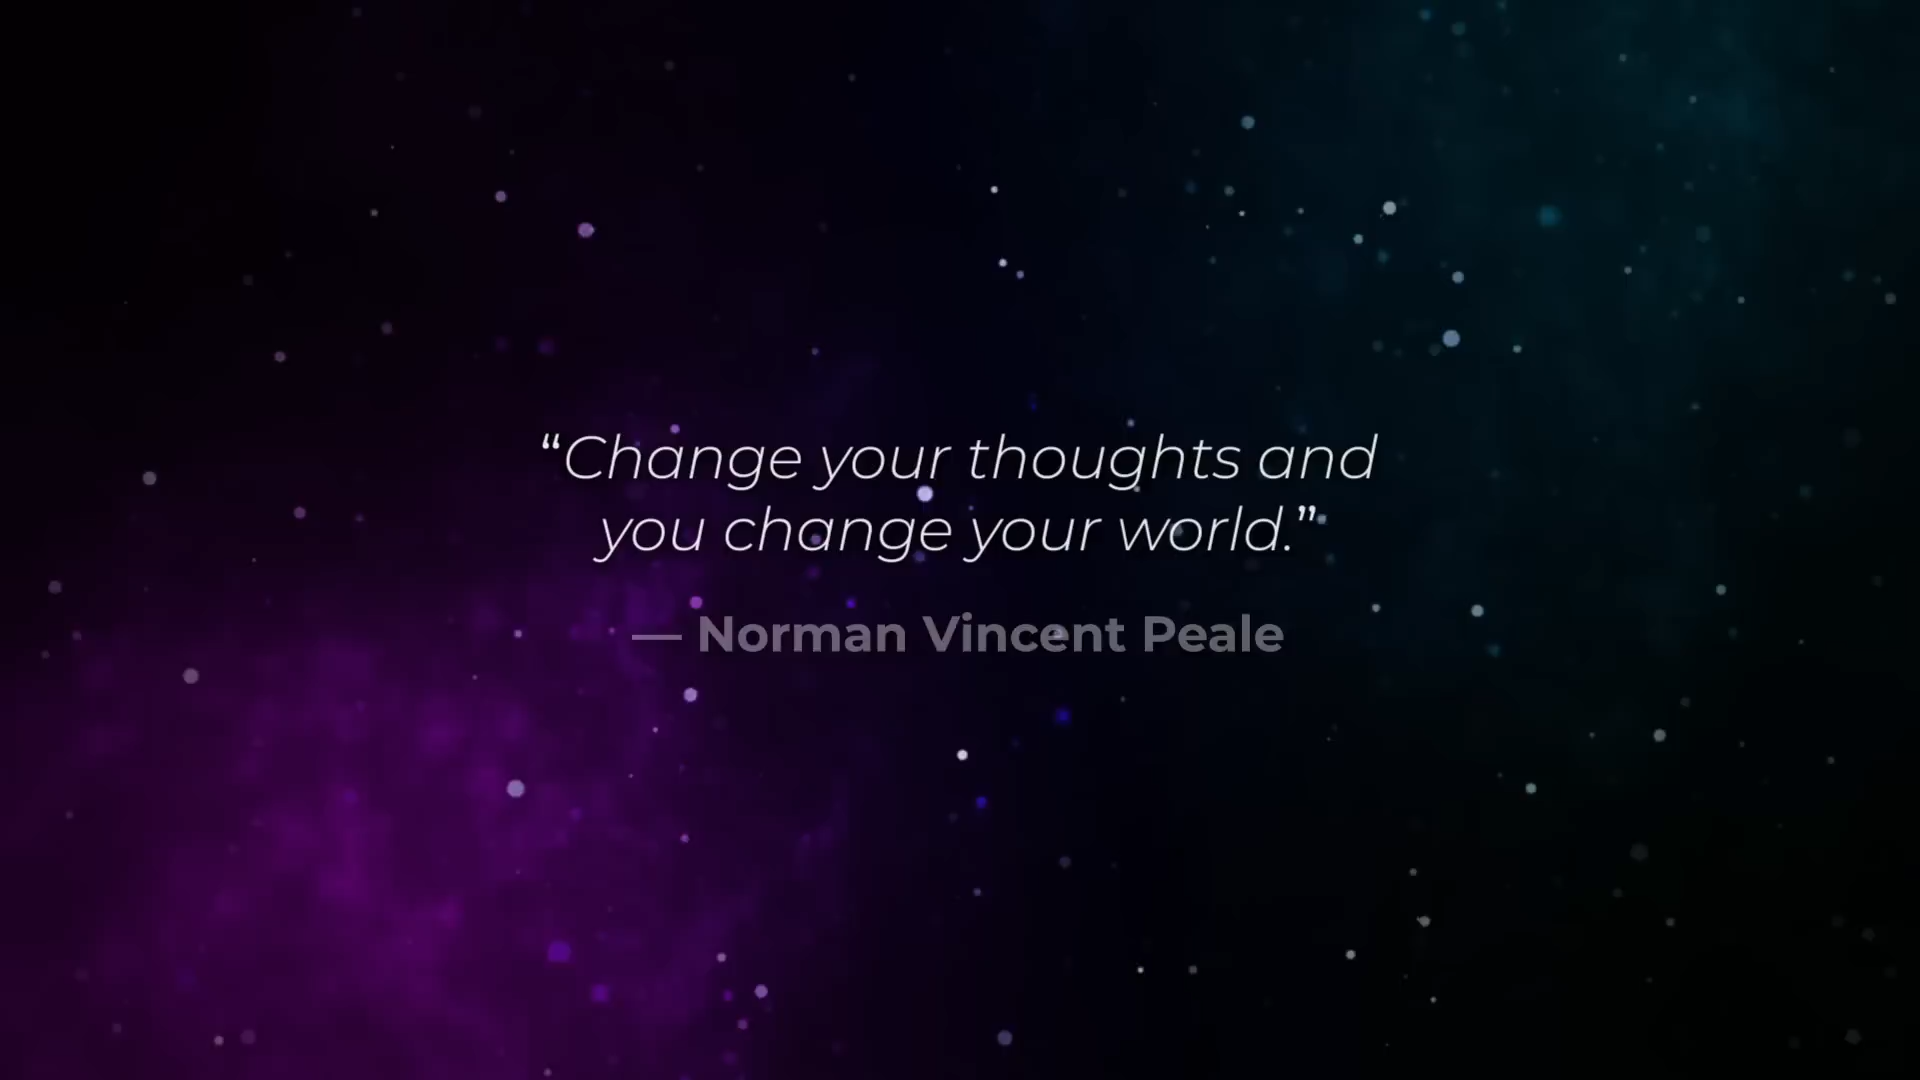 “Change your thoughts and
you change your world.”
— Norman Vincent Peale